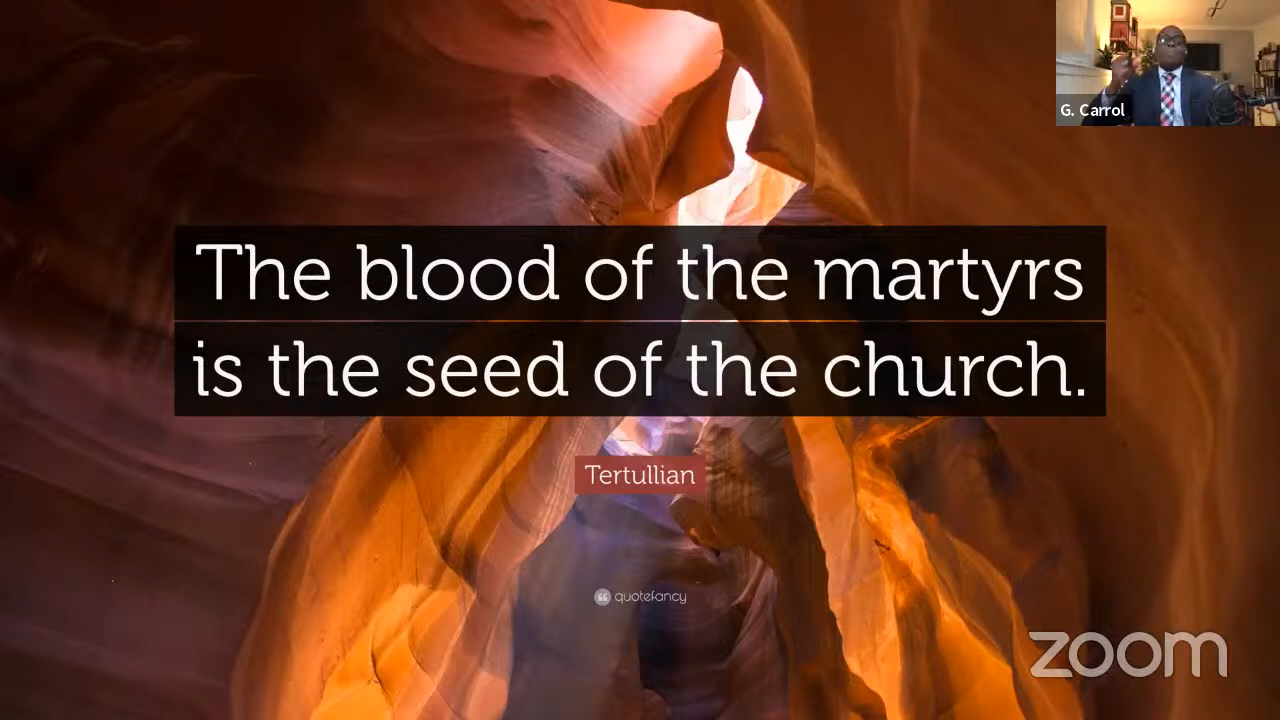 G. Carrol
The blood of the martyrs
is the seed of the church.
Tertullian
quotefancy
zoom